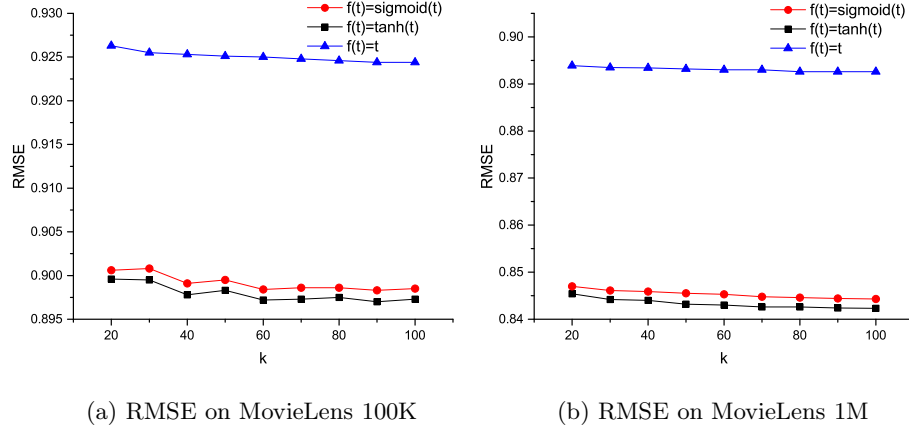 f(t)=sigmoid(t)
f(t)=tanh(t)
f(t)=t
0.930
0.925
0.920
0.915
0.910
0.905
0.900
0.895
RMSE
20
40
60
80
100
k
(a) RMSE on MovieLens 100K
f(t)=sigmoid(t)
f(t)=tanh(t)
f(t)=t
0.90
0.89
0.88
0.87
0.86
0.85
0.84
RMSE
20
40
60
80
100
k
(b) RMSE on MovieLens 1M